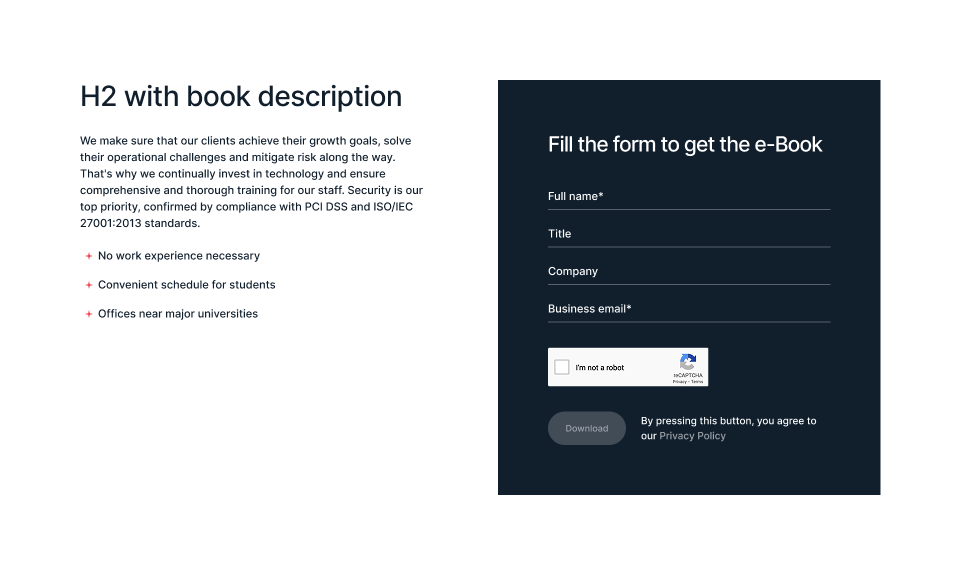 H2 with book description
We make sure that our clients achieve their growth goals, solve
their operational challenges and mitigate risk along the way.
That's why we continually invest in technology and ensure
comprehensive and thorough training for our staff. Security is our
top priority, confirmed by compliance with PCI DSS and ISO/IEC
27001:2013 standards.
No work experience necessary
Convenient schedule for students
Offices near major universities
Fill the form to get the e-Book
Full name*
Title
Company
Business email*
I'm not a robot
reCAPTCHA
Privacy - Terms
Download
By pressing this button, you agree to
our Privacy Policy